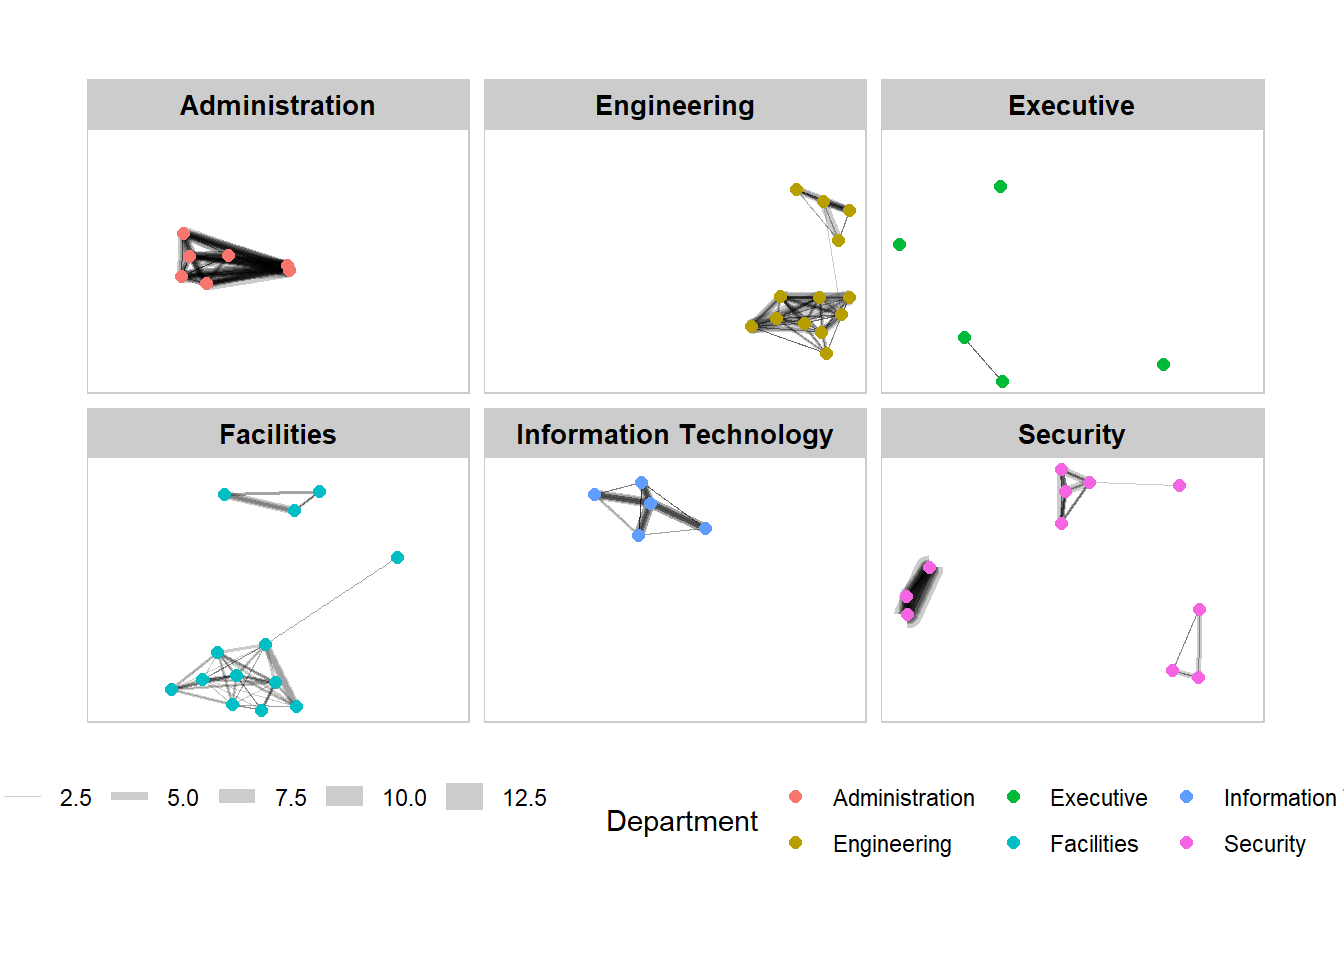 Administration
Engineering
Executive
Facilities
Information Technology
Security
2.5 5.0 7.5 10.0 12.5
Department
Administration Executive Information
Engineering Facilities Security